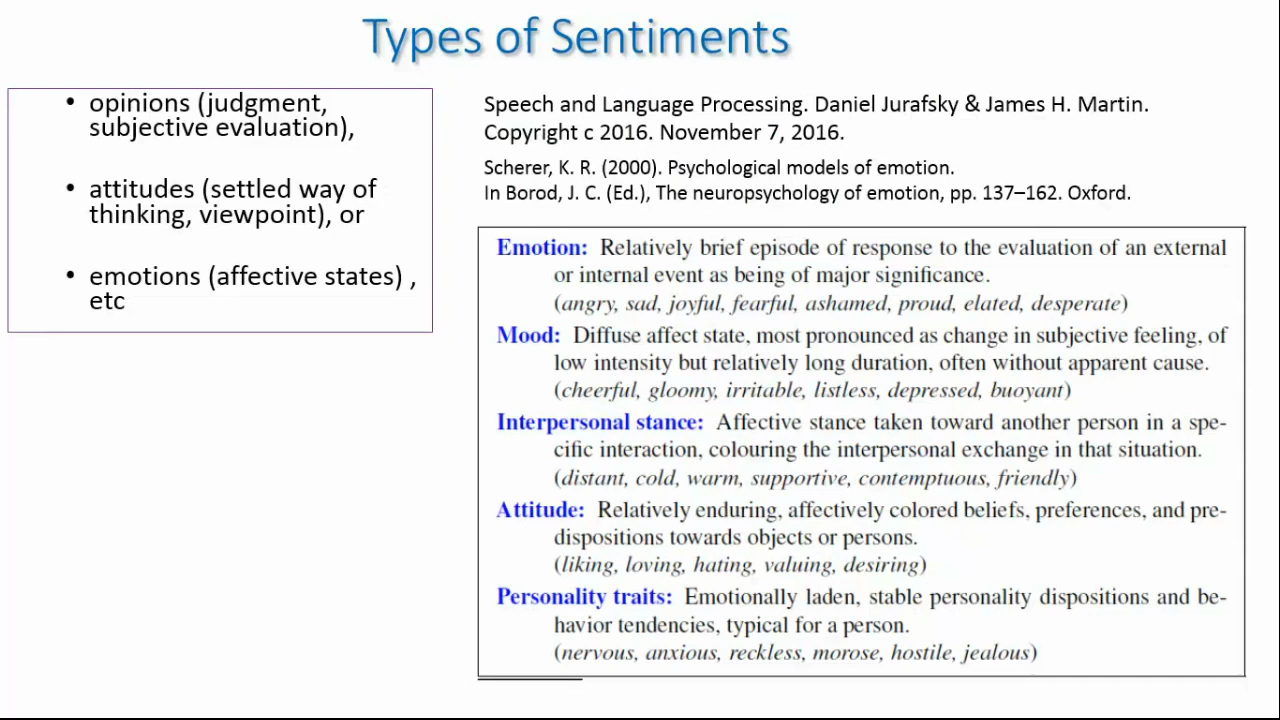 Types of Sentiments
• opinions (judgment,
subjective evaluation),
• attitudes (settled way of
thinking, viewpoint), or
• emotions (affective states) ,
etc
Speech and Language Processing. Daniel Jurafsky & James H. Martin.
Copyright c 2016. November 7, 2016.
Scherer, K. R. (2000). Psychological models of emotion.
In Borod, J. C. (Ed.), The neuropsychology of emotion, pp. 137–162. Oxford.
Emotion: Relatively brief episode of response to the evaluation of an external
or internal event as being of major significance.
(angry, sad, joyful, fearful, ashamed, proud, elated, desperate)
Mood: Diffuse affect state, most pronounced as change in subjective feeling, of
low intensity but relatively long duration, often without apparent cause.
(cheerful, gloomy, irritable, listless, depressed, buoyant)
Interpersonal stance: Affective stance taken toward another person in a spe-
cific interaction, colouring the interpersonal exchange in that situation.
(distant, cold, warm, supportive, contemptuous, friendly)
Attitude: Relatively enduring, affectively colored beliefs, preferences, and pre-
dispositions towards objects or persons.
(liking, loving, hating, valuing, desiring)
Personality traits: Emotionally laden, stable personality dispositions and be-
havior tendencies, typical for a person.
(nervous, anxious, reckless, morose, hostile, jealous)